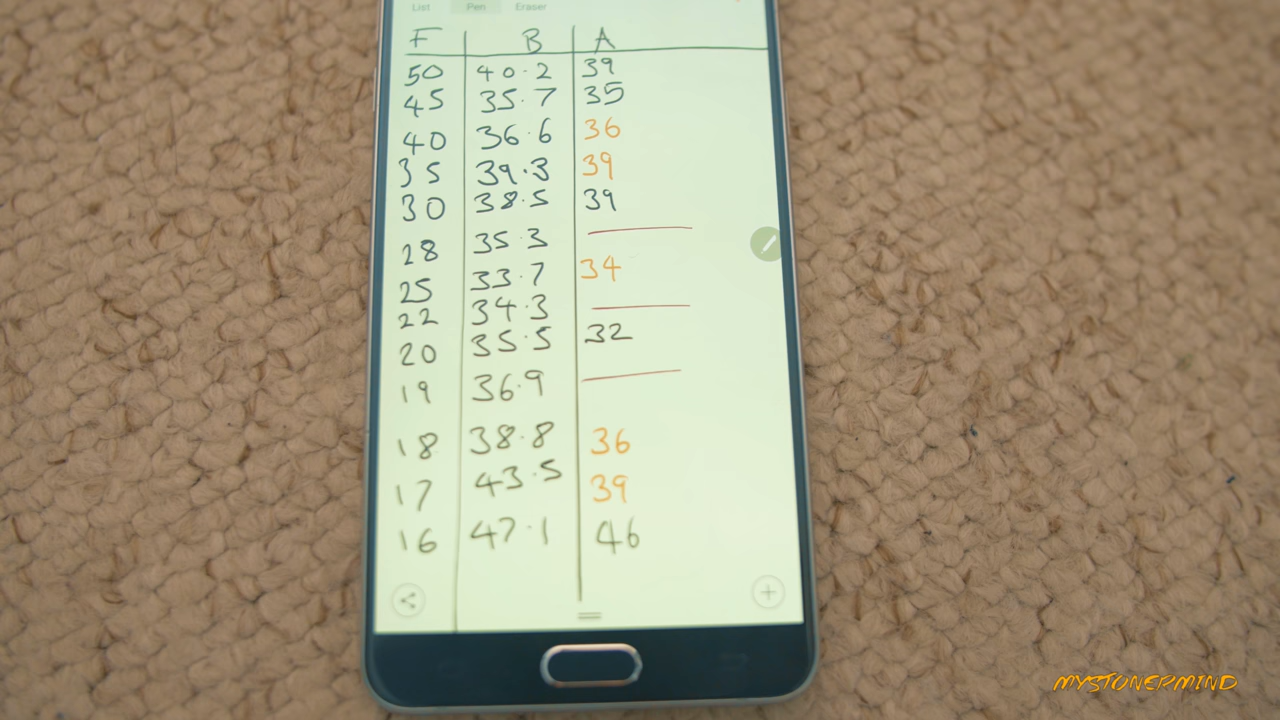 List Pen Eraser
F B A
50 40.2 39
45 35.7 35
40 36.6 36
35 39.3 39
30 38.5 39
28 35.3
25 33.7 34
22 34.3
20 35.5 32
19 36.9
18 38.8 36
17 43.5 39
16 47.1 46
MYSTONERMIND